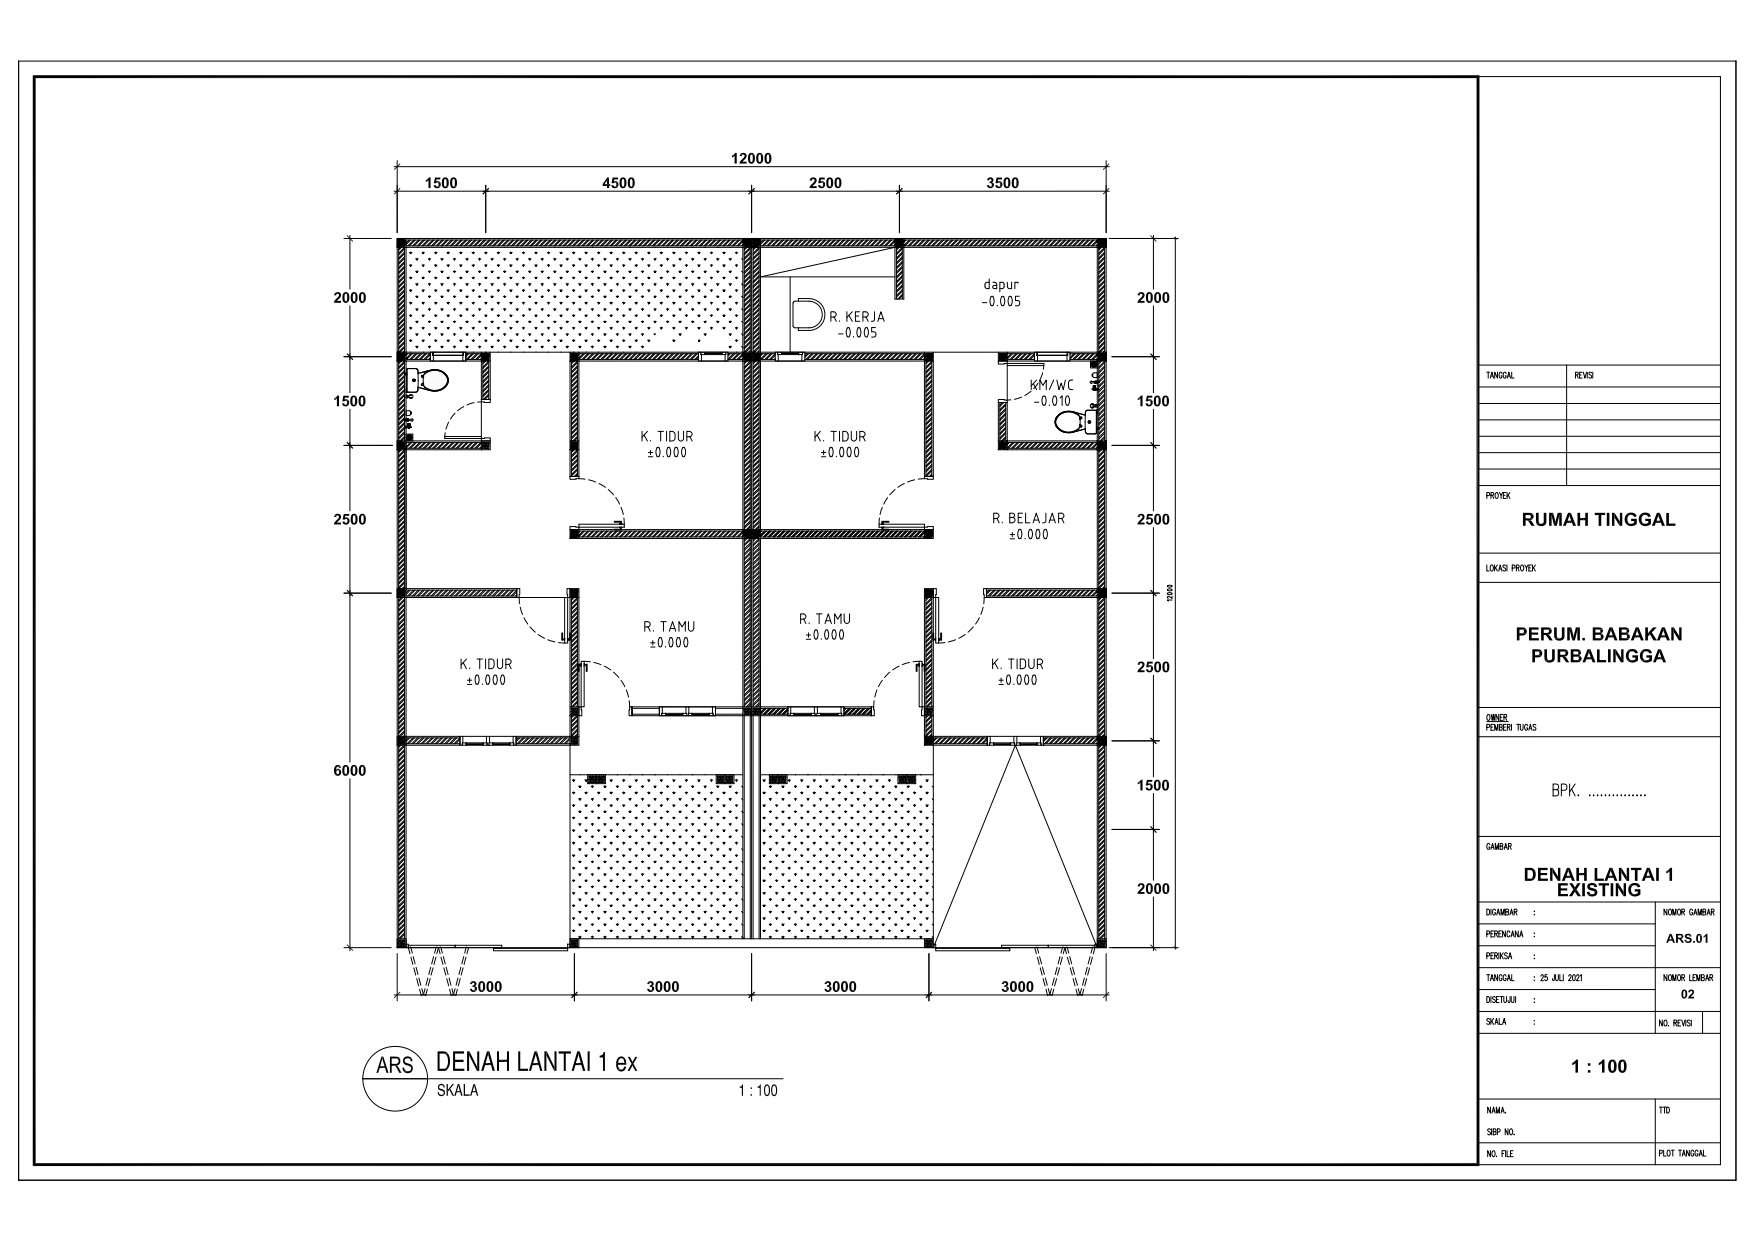 12000
1500
4500
2500
3500
2000
1500
2500
6000
2000
1500
2500
2500
1500
2000
12000
dapur
-0.005
R. KERJA
-0.005
KM/WC
-0.010
K. TIDUR
±0.000
K. TIDUR
±0.000
R. BELAJAR
±0.000
R. TAMU
±0.000
R. TAMU
±0.000
K. TIDUR
±0.000
K. TIDUR
±0.000
3000
3000
3000
3000
ARS
DENAH LANTAI 1 ex
SKALA 1 : 100
TANGGAL REVISI
PROYEK
RUMAH TINGGAL
LOKASI PROYEK
PERUM. BABAKAN
PURBALINGGA
OWNER
PEMBERI TUGAS
BPK. ...............
GAMBAR
DENAH LANTAI 1
EXISTING
DIGAMBAR :
NOMOR GAMBAR
PERENCANA :
ARS.01
PERIKSA :
TANGGAL : 25 JULI 2021
NOMOR LEMBAR
02
DISETUJUI :
SKALA :
NO. REVISI
1 : 100
NAMA.
TTD
SIBP NO.
NO. FILE
PLOT TANGGAL